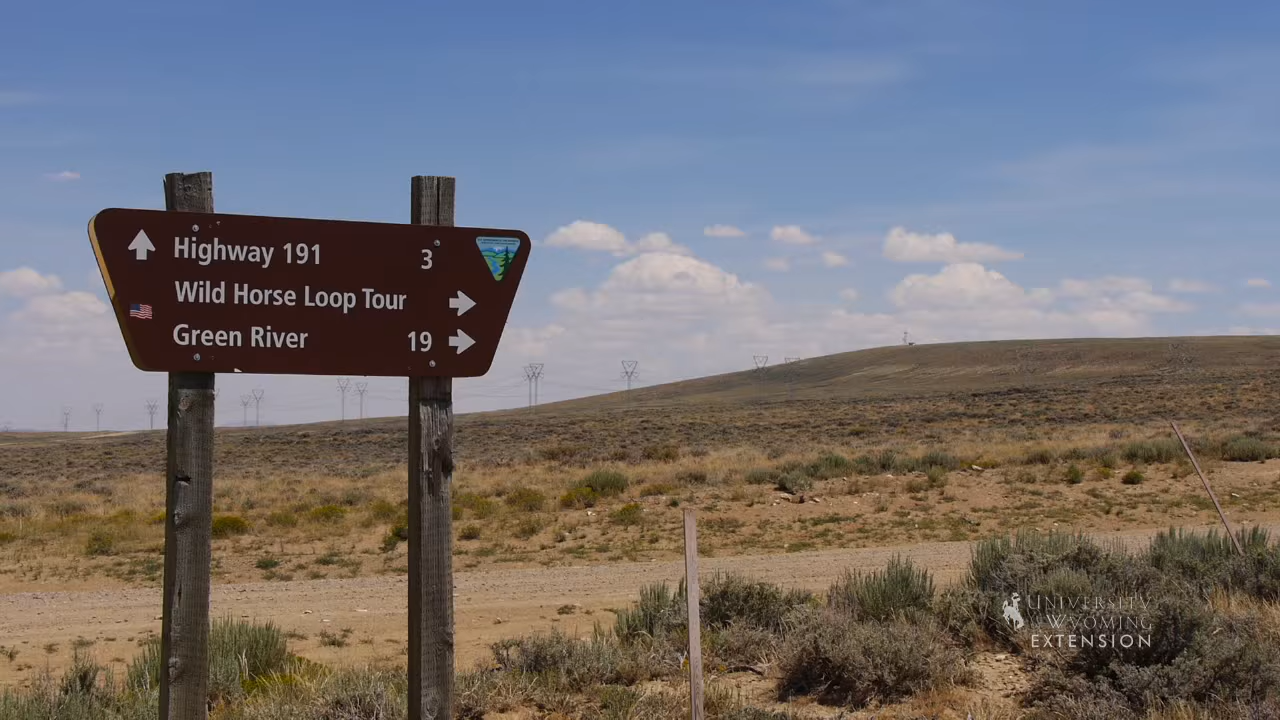 Highway 191 3
Wild Horse Loop Tour
Green River 19
UNIVERSITY
OF WYOMING
EXTENSION